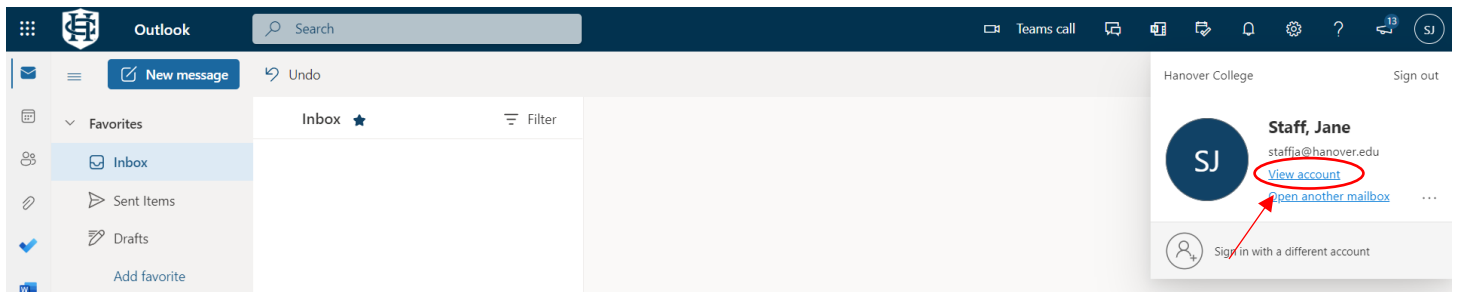 Outlook
Search
Teams call
13
SJ
New message
Undo
Hanover College
Sign out
Favorites
Inbox
Filter
Staff, Jane
staffja@hanover.edu
SJ
View account
Open another mailbox
Inbox
Sent Items
Drafts
Sign in with a different account
Add favorite